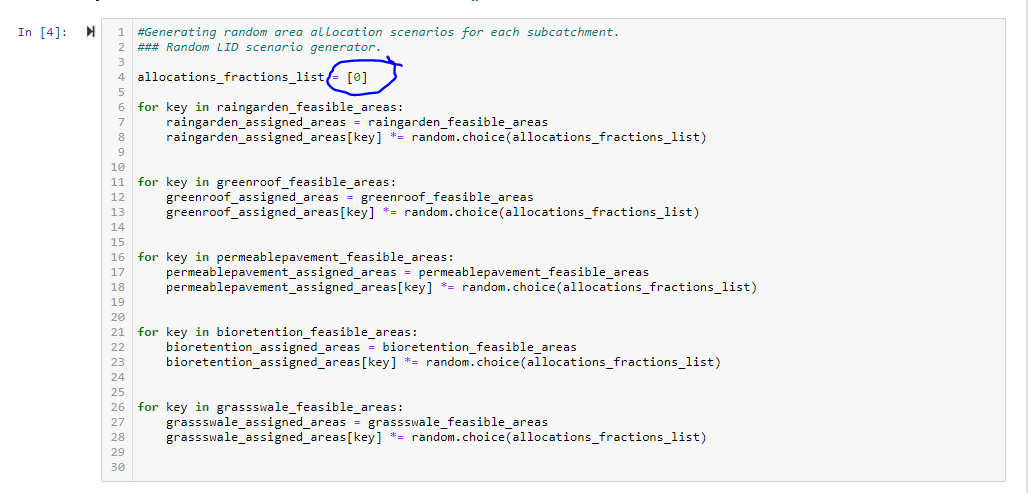 In [4]:
1 #Generating random area allocation scenarios for each subcatchment.
2 ### Random LID scenario generator.
3
4 allocations_fractions_list = [0]
5
6 for key in raingarden_feasible_areas:
7     raingarden_assigned_areas = raingarden_feasible_areas
8     raingarden_assigned_areas[key] *= random.choice(allocations_fractions_list)
9
10
11 for key in greenroof_feasible_areas:
12     greenroof_assigned_areas = greenroof_feasible_areas
13     greenroof_assigned_areas[key] *= random.choice(allocations_fractions_list)
14
15
16 for key in permeablepavement_feasible_areas:
17     permeablepavement_assigned_areas = permeablepavement_feasible_areas
18     permeablepavement_assigned_areas[key] *= random.choice(allocations_fractions_list)
19
20
21 for key in bioretention_feasible_areas:
22     bioretention_assigned_areas = bioretention_feasible_areas
23     bioretention_assigned_areas[key] *= random.choice(allocations_fractions_list)
24
25
26 for key in grassswale_feasible_areas:
27     grassswale_assigned_areas = grassswale_feasible_areas
28     grassswale_assigned_areas[key] *= random.choice(allocations_fractions_list)
29
30